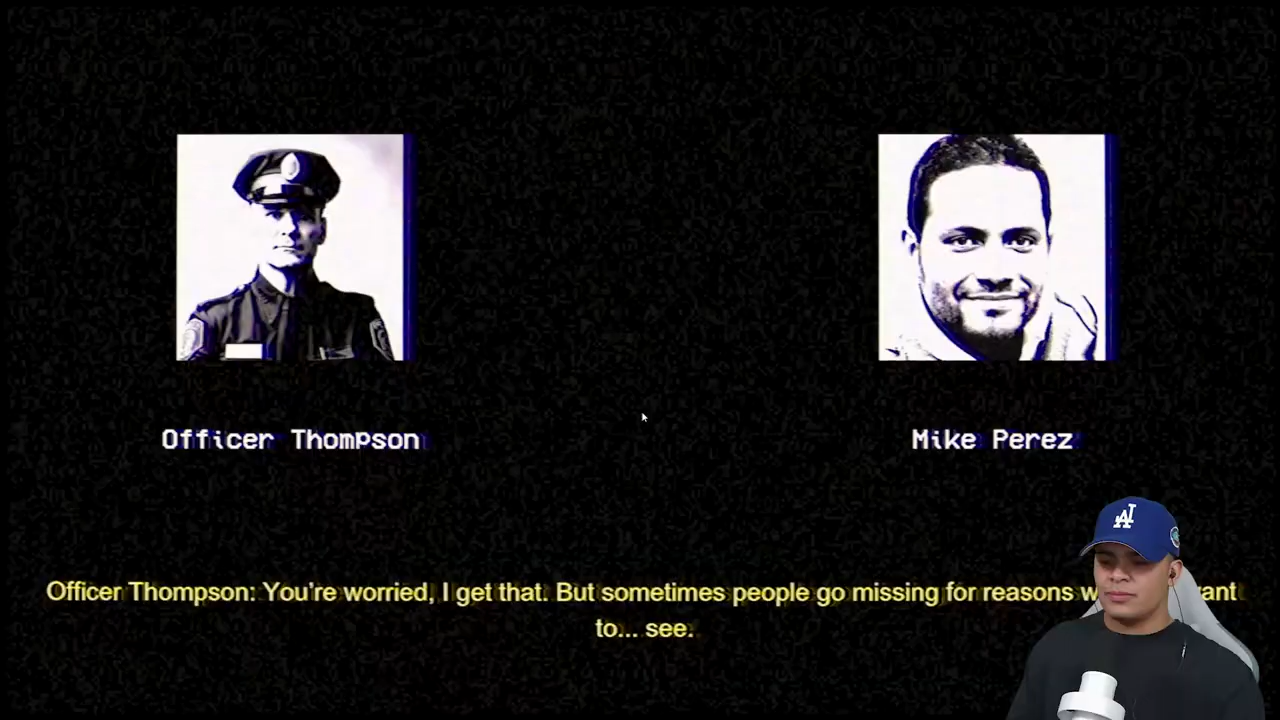 Officer Thompson
Mike Perez
Officer Thompson: You're worried, I get that. But sometimes people go missing for reasons
to... see.
LA